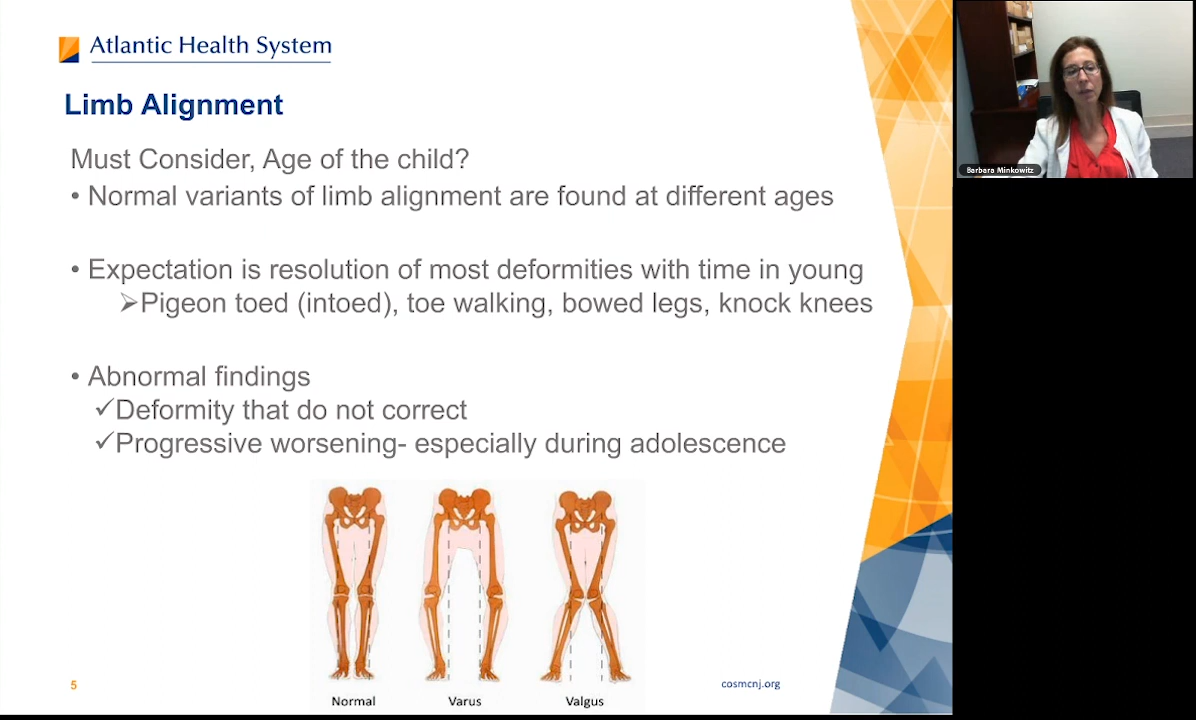 Atlantic Health System
Limb Alignment
Must Consider, Age of the child?
• Normal variants of limb alignment are found at different ages
• Expectation is resolution of most deformities with time in young
➢Pigeon toed (intoed), toe walking, bowed legs, knock knees
• Abnormal findings
✓Deformity that do not correct
✓Progressive worsening- especially during adolescence
Normal
Varus
Valgus
5
cosmcnj.org
Barbara Minkowitz